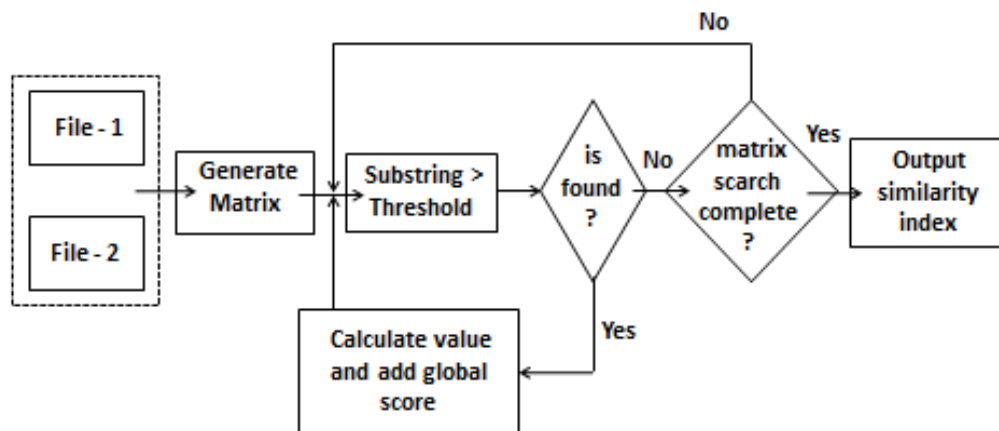 No
File - 1
File - 2
Generate
Matrix
Substring >
Threshold
is
found
?
No
matrix
scarch
complete
?
Yes
Output
similarity
index
Yes
Calculate value
and add global
score